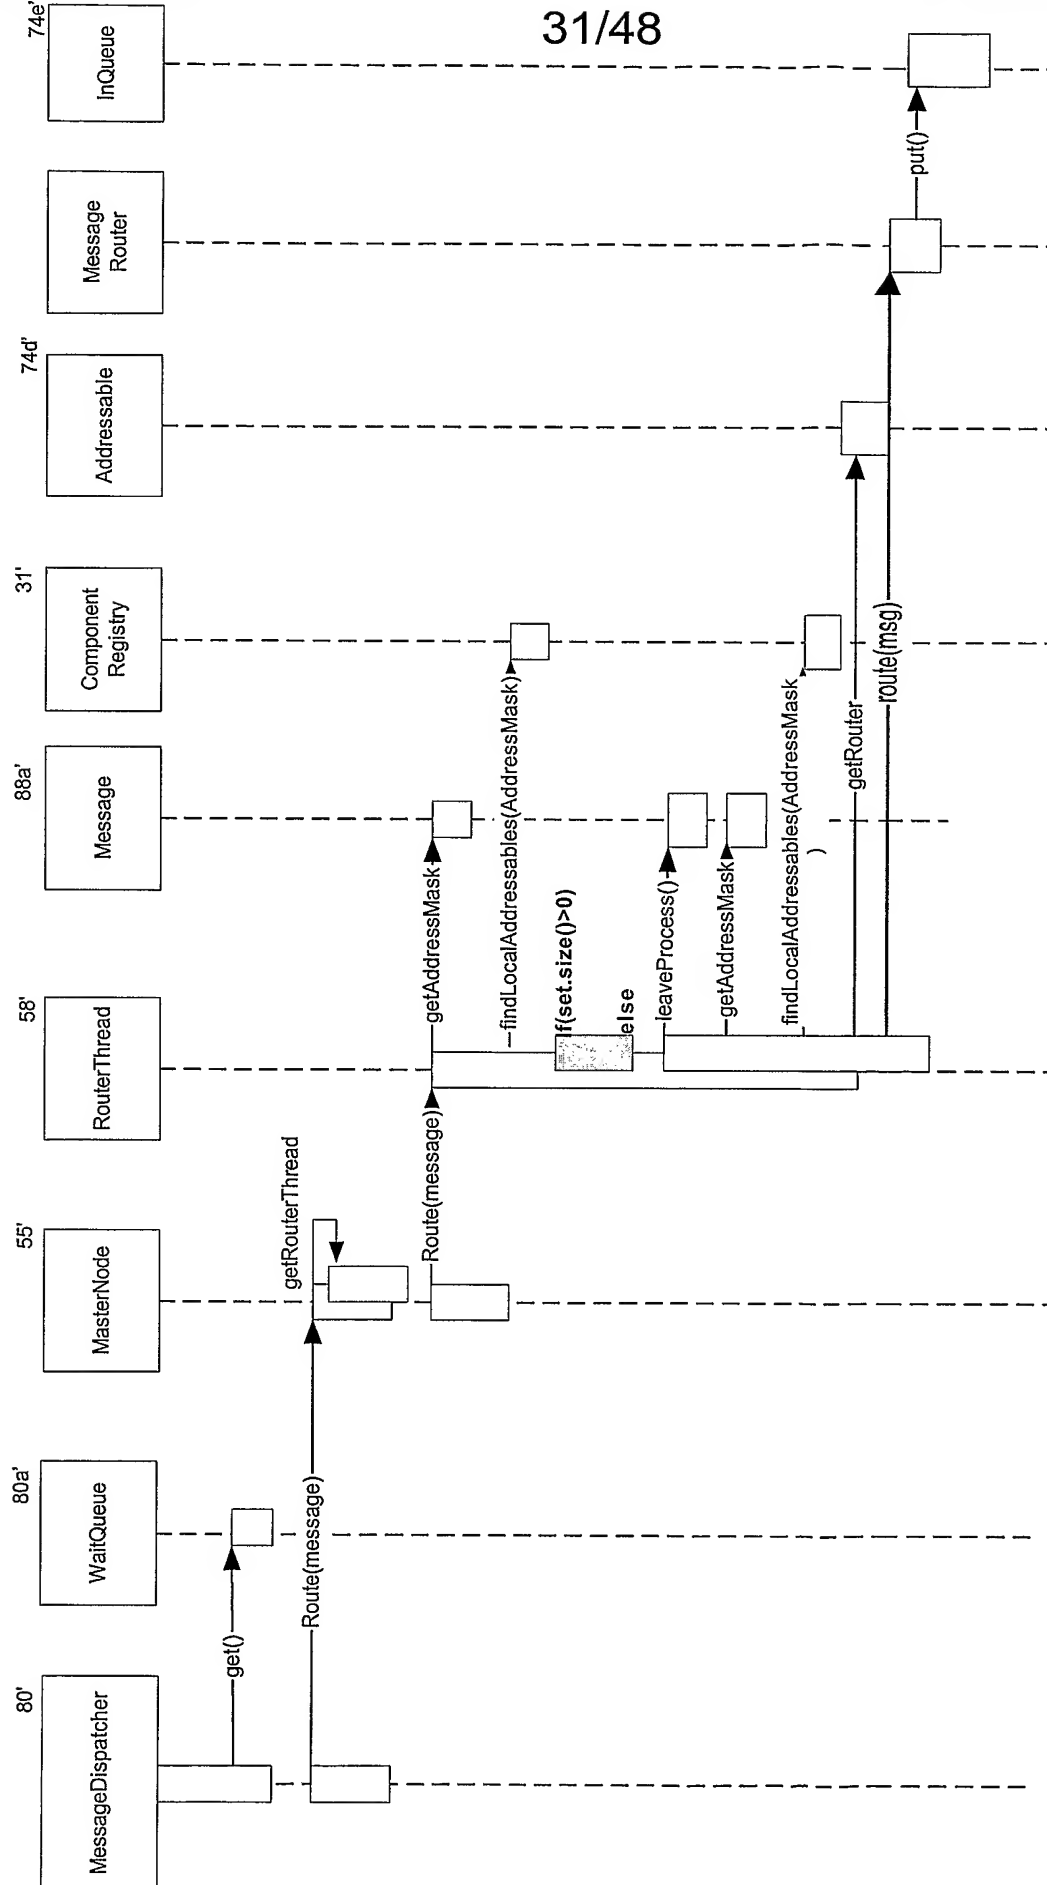 31/48
80'
MessageDispatcher
80a'
WaitQueue
55'
MasterNode
58'
RouterThread
88a'
Message
31'
Component
Registry
74d'
Addressable
Message
Router
74e'
InQueue
get()
Route(message)
getRouterThread
Route(message)
getAddressMask
findLocalAddressables(AddressMask)
If(set.size()>0)
else
leaveProcess()
getAddressMask
findLocalAddressables(AddressMask
)
getRouter
route(msg)
put()